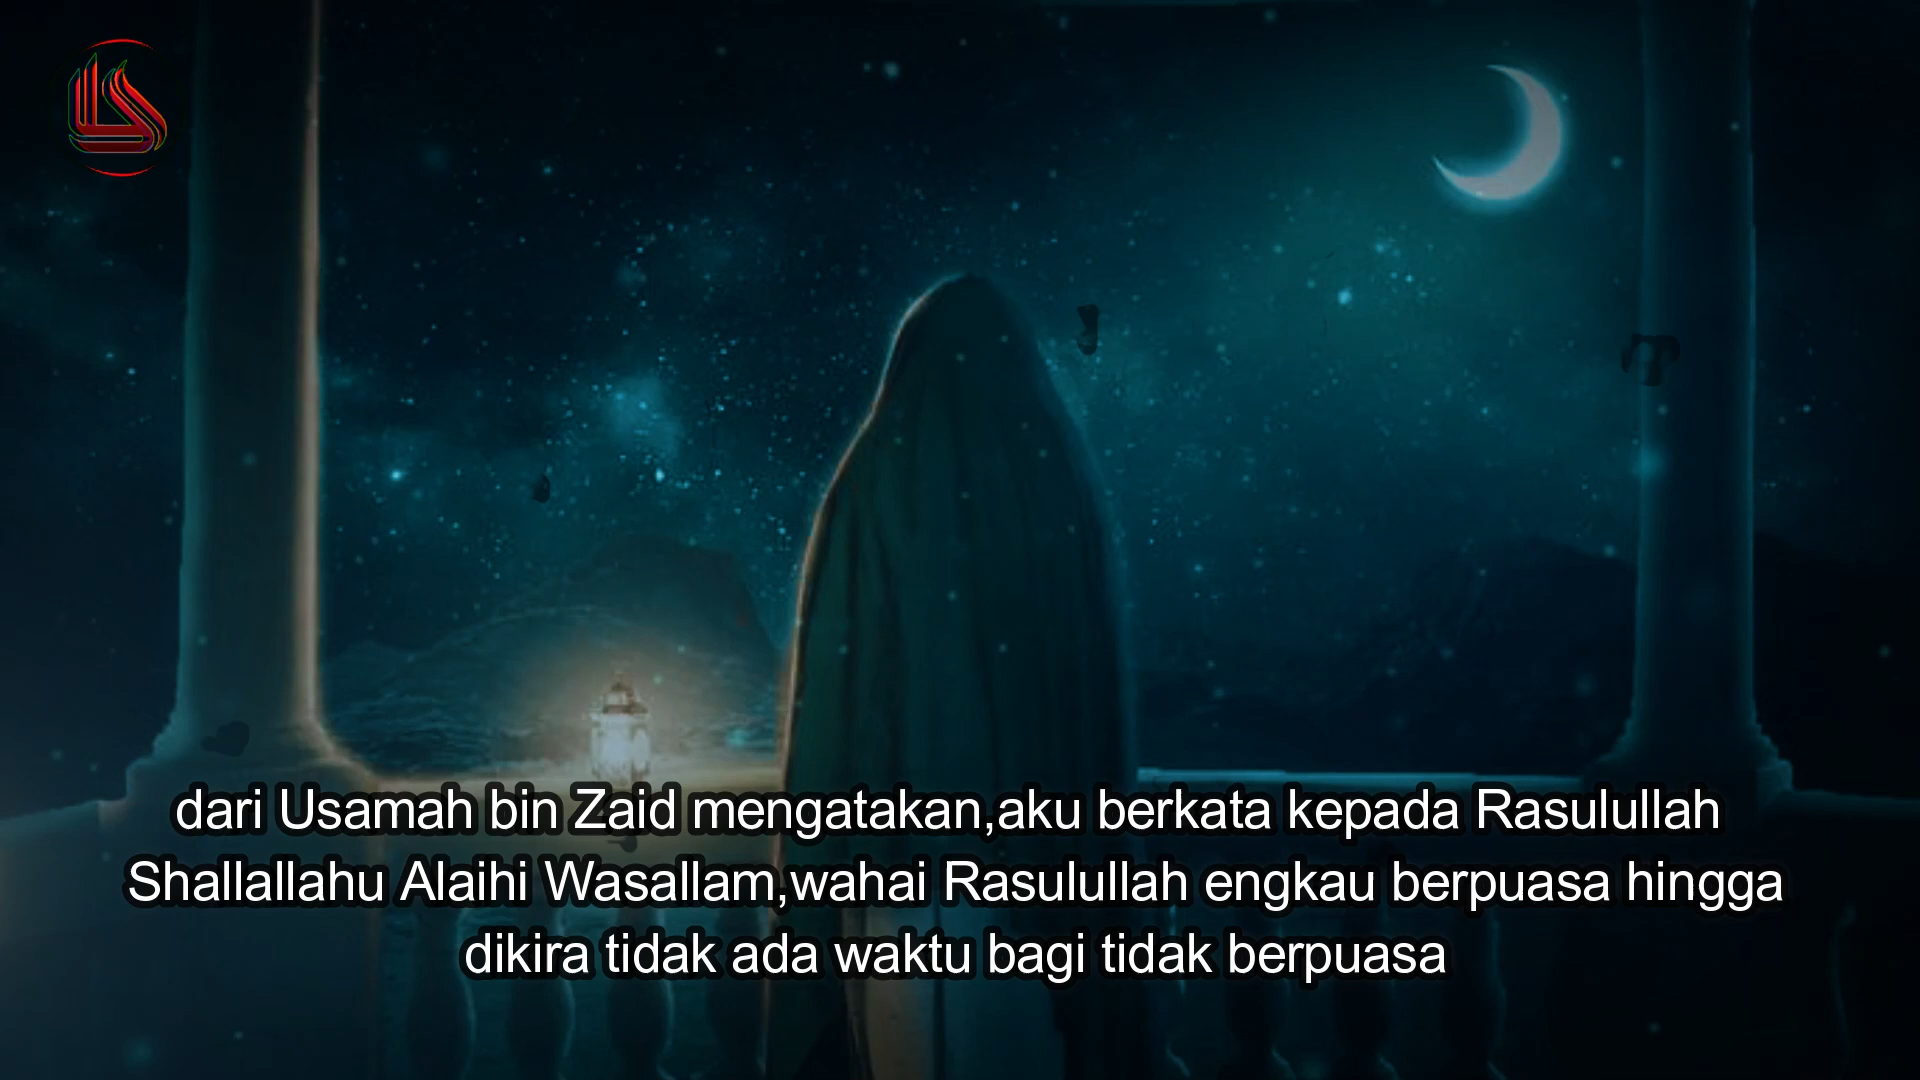 dari Usamah bin Zaid mengatakan,aku berkata kepada Rasulullah
Shallallahu Alaihi Wasallam,wahai Rasulullah engkau berpuasa hingga
dikira tidak ada waktu bagi tidak berpuasa